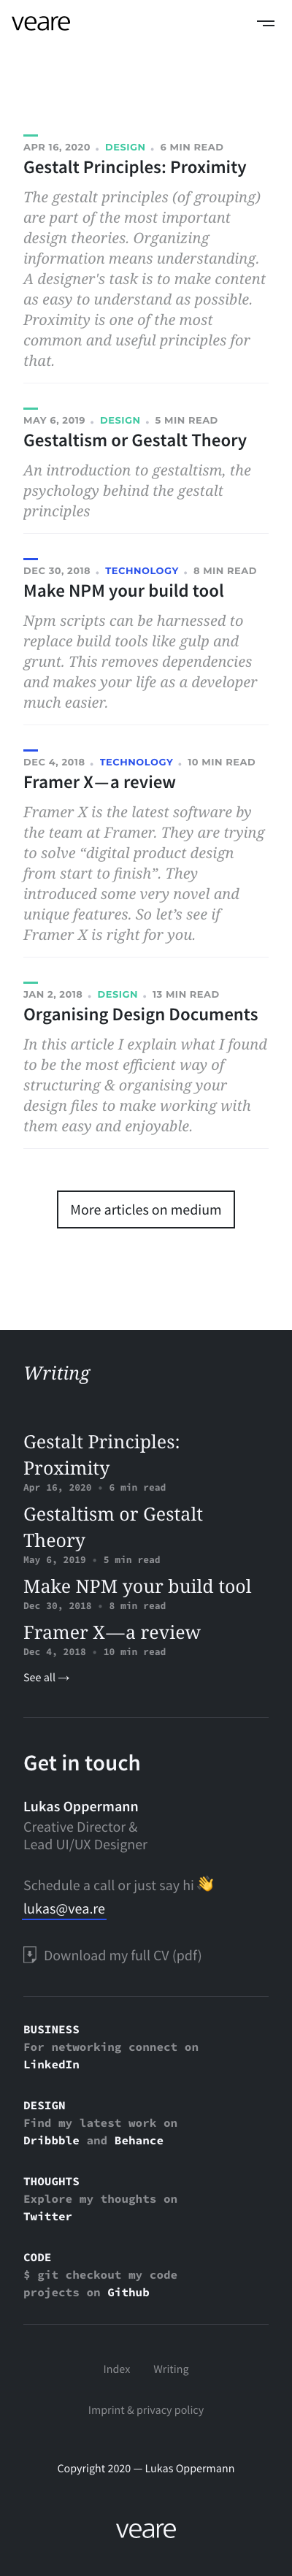 veare
APR 16, 2020 • DESIGN • 6 MIN READ
Gestalt Principles: Proximity
The gestalt principles (of grouping)
are part of the most important
design theories. Organizing
information means understanding.
A designer's task is to make content
as easy to understand as possible.
Proximity is one of the most
common and useful principles for
that.
MAY 6, 2019 • DESIGN • 5 MIN READ
Gestaltism or Gestalt Theory
An introduction to gestaltism, the
psychology behind the gestalt
principles
DEC 30, 2018 • TECHNOLOGY • 8 MIN READ
Make NPM your build tool
Npm scripts can be harnessed to
replace build tools like gulp and
grunt. This removes dependencies
and makes your life as a developer
much easier.
DEC 4, 2018 • TECHNOLOGY • 10 MIN READ
Framer X — a review
Framer X is the latest software by
the team at Framer. They are trying
to solve “digital product design
from start to finish”. They
introduced some very novel and
unique features. So let’s see if
Framer X is right for you.
JAN 2, 2018 • DESIGN • 13 MIN READ
Organising Design Documents
In this article I explain what I found
to be the most efficient way of
structuring & organising your
design files to make working with
them easy and enjoyable.
More articles on medium
Writing
Gestalt Principles:
Proximity
Apr 16, 2020 • 6 min read
Gestaltism or Gestalt
Theory
May 6, 2019 • 5 min read
Make NPM your build tool
Dec 30, 2018 • 8 min read
Framer X — a review
Dec 4, 2018 • 10 min read
See all →
Get in touch
Lukas Oppermann
Creative Director &
Lead UI/UX Designer
Schedule a call or just say hi 👋
lukas@vea.re
Download my full CV (pdf)
BUSINESS
For networking connect on
LinkedIn
DESIGN
Find my latest work on
Dribbble and Behance
THOUGHTS
Explore my thoughts on
Twitter
CODE
$ git checkout my code
projects on Github
Index Writing
Imprint & privacy policy
Copyright 2020 — Lukas Oppermann
veare